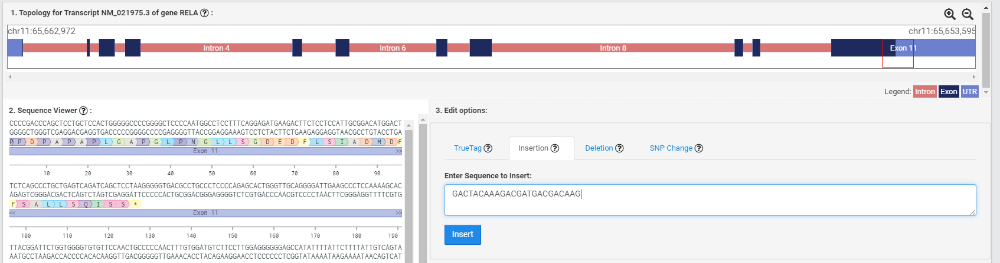 1. Topology for Transcript NM_021975.3 of gene RELA ? :
chr11:65,662,972
chr11:65,653,595
Intron 4
Intron 6
Intron 8
Exon 11
Legend: Intron Exon UTR
2. Sequence Viewer ? :
CCCCGACCCAGCTCCTGCTCCACTGGGGGCCCCGGGGCTCCCCAATGGCCTCCTTTCAGGAGATGAAGACTTCTCCTCCATTGCGGACATGGACT
GGGGCTGGGTCGAGGACGAGGTGACCCCCGGGGCCCCGAGGGGTTACCGGAGGAAAGTCCTCTACTTCTGAAGAGGAGGTAACGCCTGTACCTGA
P P D P A P A P L G A P G L P N G L L S G D E D F L S I A D M D F
Exon 11 >>
10 20 30 40 50 60 70 80 90
TCTCAGCCCTGCTGAGTCAGATCAGCTCCTAAGGGGGTGACGCCTGCCCTCCCCAGAGCACTGGGTTGCAGGGGATTGAAGCCCTCCAAAAGCAC
AGAGTCGGGACGACTCAGTCTAGTCGAGGATTCCCCCACTGCGGACGGGAGGGGTCTCGTGACCCAACGTCCCCTAACTTCGGGAGGTTTTCGTG
F S A L L S Q I S S *
<< Exon 11 >>
100 110 120 130 140 150 160 170 180 190
TTACGGATTCTGGTGGGGTGTGTTCCAACTGCCCCCAACTTTGTGGATGTCTTCCTTGGAGGGGGGAGCCATATTTTATTCTTTTATTGTCAGTA
AATGCCTAAGACCACCCCACACAAGGTTGACGGGGGTTGAAACACCTACAGAAGGAACCTCCCCCCTCGGTATAAAATAAGAAAATAACAGTCAT
3. Edit options:
TrueTag ?
Insertion ?
Deletion ?
SNP Change ?
Enter Sequence to Insert:
GACTACAAAGACGATGACGACAAG
Insert